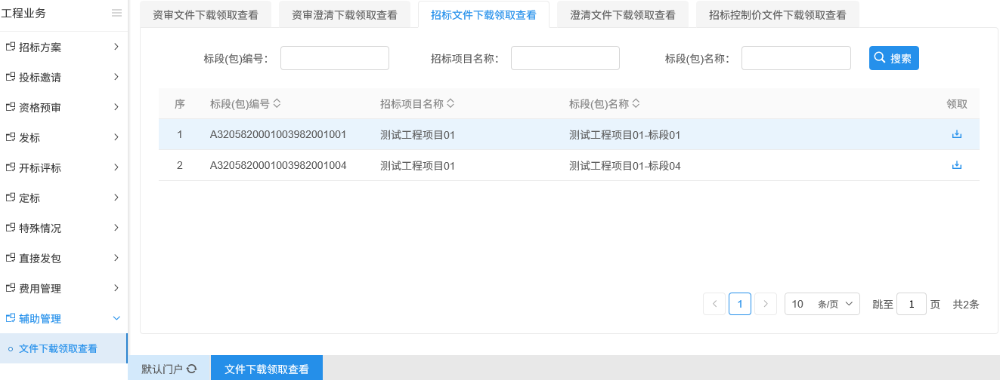 工程业务
招标方案
投标邀请
资格预审
发标
开标评标
定标
特殊情况
直接发包
费用管理
辅助管理
文件下载领取查看
资审文件下载领取查看 资审澄清下载领取查看 招标文件下载领取查看 澄清文件下载领取查看 招标控制价文件下载领取查看
标段(包)编号： 招标项目名称： 标段(包)名称： 搜索
序 标段(包)编号 招标项目名称 标段(包)名称 领取
1 A3205820001003982001001 测试工程项目01 测试工程项目01-标段01
2 A3205820001003982001004 测试工程项目01 测试工程项目01-标段04
1 10 条/页 跳至 1 页 共2条
默认门户 文件下载领取查看